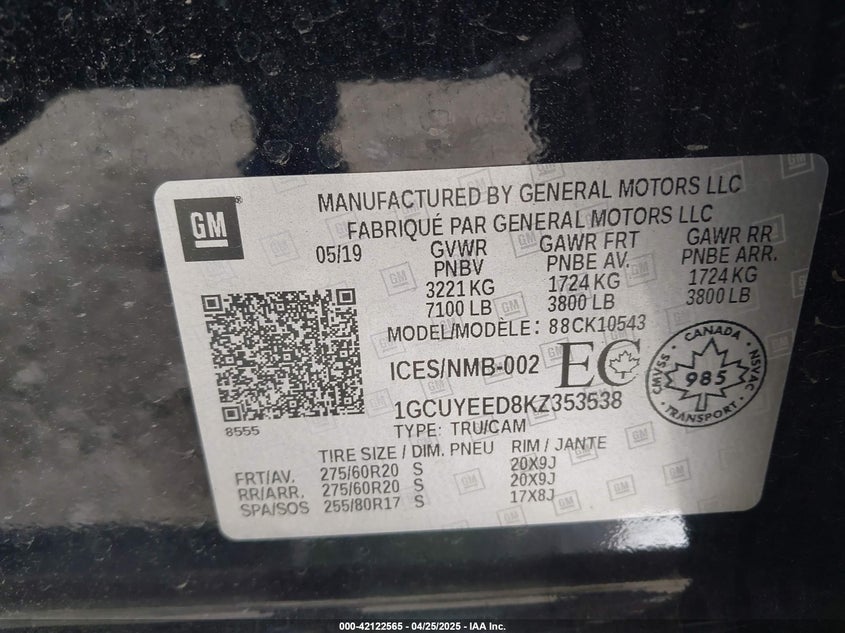 GM®
MANUFACTURED BY GENERAL MOTORS LLC
FABRIQUÉ PAR GENERAL MOTORS LLC
05/19
GVWR GAWR FRT GAWR RR
PNBV PNBE AV. PNBE ARR.
3221 KG 1724 KG 1724 KG
7100 LB 3800 LB 3800 LB
MODEL/MODÈLE: 88CK10543
ICES/NMB-002 EC
CANADA
CMVSS 985 NSVAC
TRANSPORT
1GCUYEED8KZ353538
8555
TYPE: TRU/CAM
TIRE SIZE / DIM. PNEU RIM / JANTE
FRT/AV. 275/60R20 S 20X9J
RR/ARR. 275/60R20 S 20X9J
SPA/SOS 255/80R17 S 17X8J
000-42122565 - 04/25/2025 - IAA Inc.